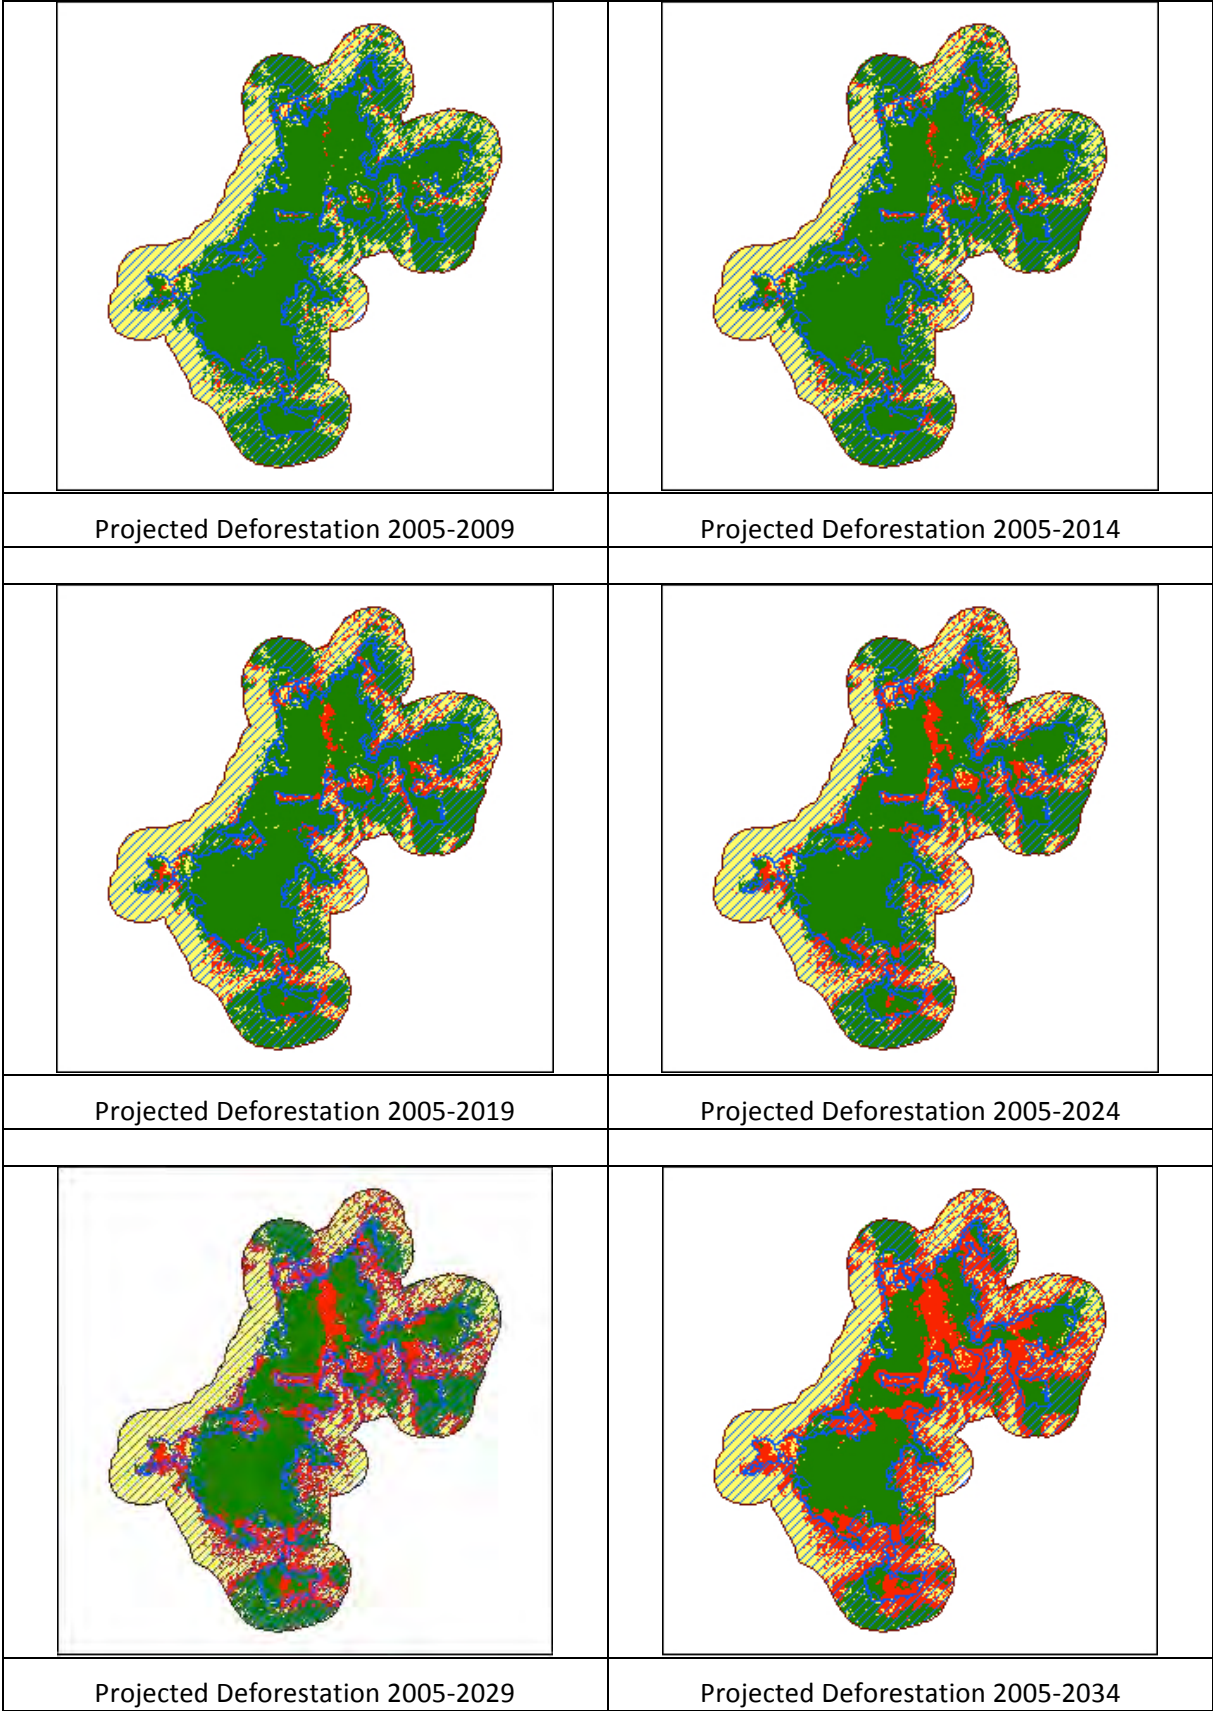 Projected Deforestation 2005-2009
Projected Deforestation 2005-2014
Projected Deforestation 2005-2019
Projected Deforestation 2005-2024
Projected Deforestation 2005-2029
Projected Deforestation 2005-2034